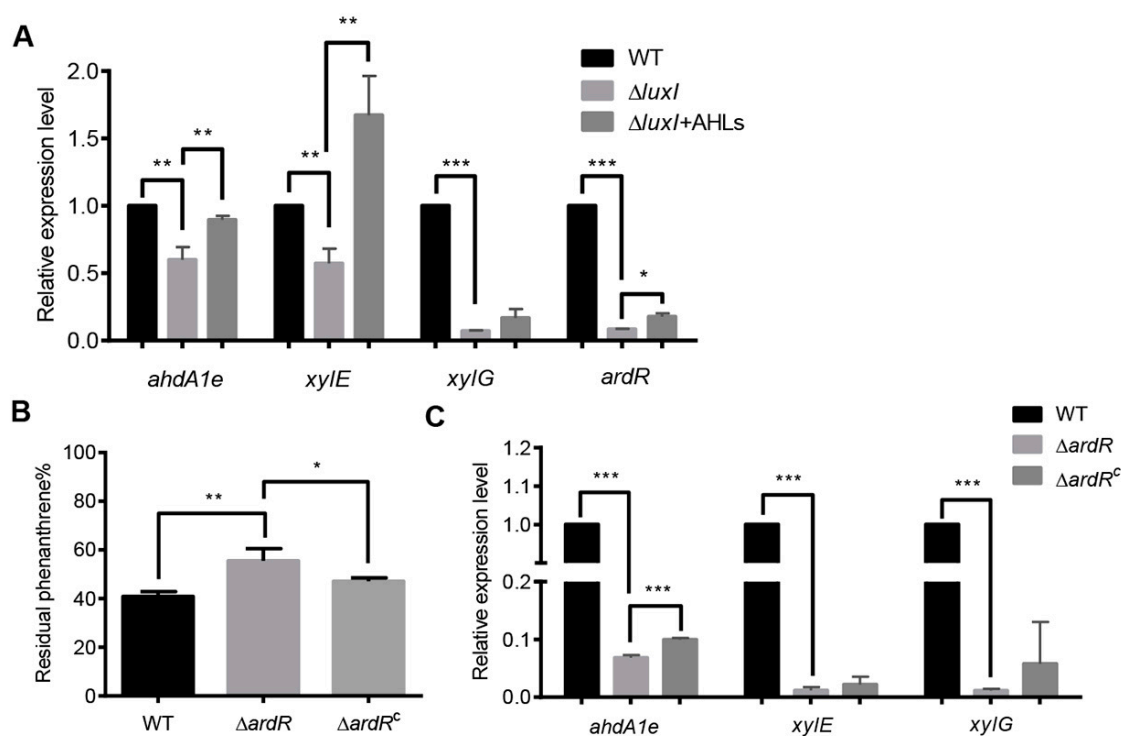 A
WT
ΔluxI
ΔluxI+AHLs
Relative expression level
2.0
1.5
1.0
0.5
0.0
** ** ** ** *** *** *
ahdA1e xylE xylG ardR
B
Residual phenanthrene%
100
80
60
40
20
0
** *
WT ΔardR ΔardRᶜ
C
WT
ΔardR
ΔardRᶜ
Relative expression level
1.2
1.1
1.0
0.2
0.1
0.0
*** *** *** ***
ahdA1e xylE xylG